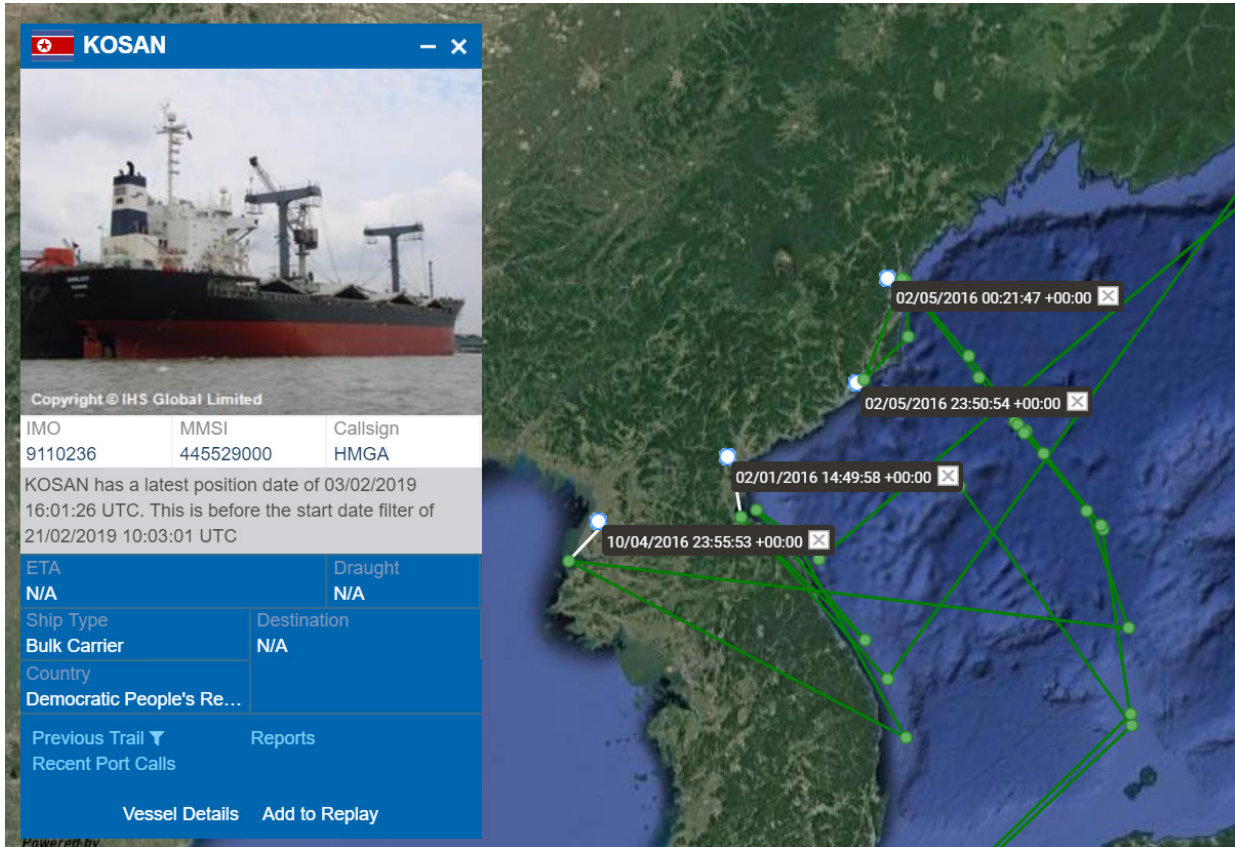 KOSAN
Copyright © IHS Global Limited
IMO MMSI Callsign
9110236 445529000 HMGA
KOSAN has a latest position date of 03/02/2019
16:01:26 UTC. This is before the start date filter of
21/02/2019 10:03:01 UTC
ETA Draught
N/A N/A
Ship Type Destination
Bulk Carrier N/A
Country
Democratic People's Re...
Previous Trail Reports
Recent Port Calls
Vessel Details Add to Replay
Powered by
02/05/2016 00:21:47 +00:00
02/05/2016 23:50:54 +00:00
02/01/2016 14:49:58 +00:00
10/04/2016 23:55:53 +00:00